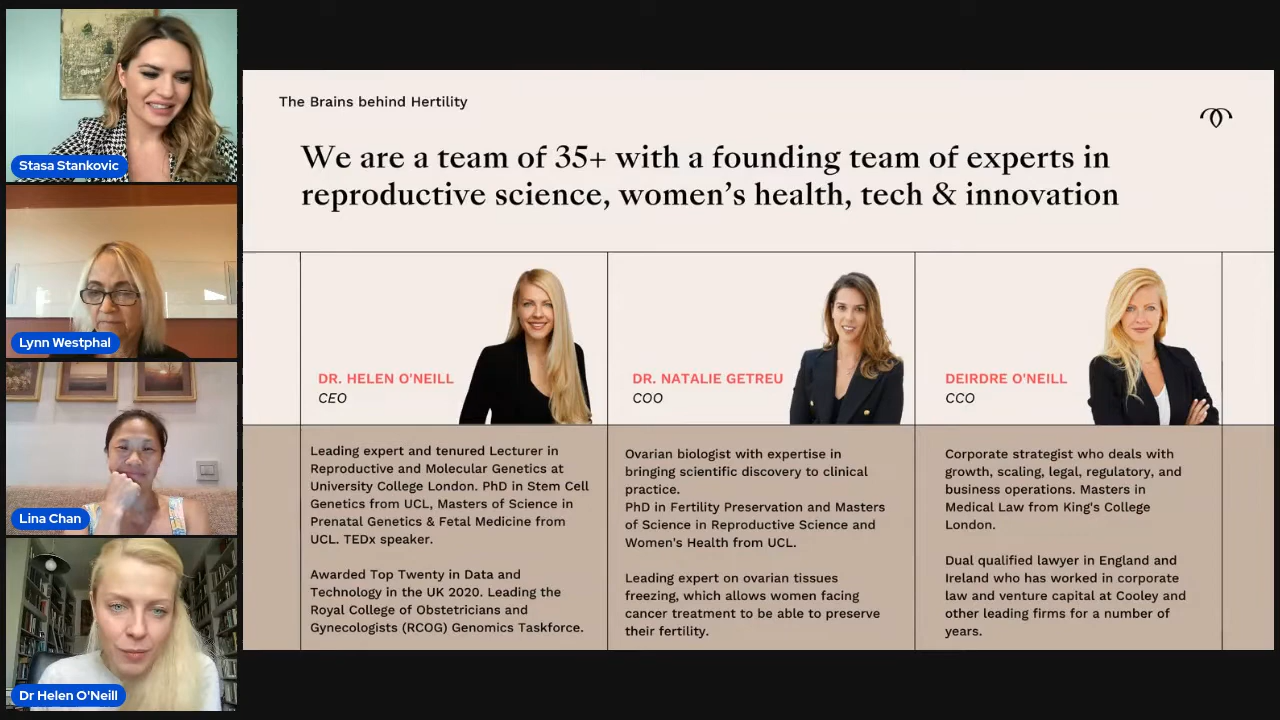 Stasa Stankovic
Lynn Westphal
Lina Chan
Dr Helen O'Neill
The Brains behind Hertility
We are a team of 35+ with a founding team of experts in
reproductive science, women’s health, tech & innovation
DR. HELEN O'NEILL
CEO
Leading expert and tenured Lecturer in
Reproductive and Molecular Genetics at
University College London. PhD in Stem Cell
Genetics from UCL, Masters of Science in
Prenatal Genetics & Fetal Medicine from
UCL. TEDx speaker.
Awarded Top Twenty in Data and
Technology in the UK 2020. Leading the
Royal College of Obstetricians and
Gynecologists (RCOG) Genomics Taskforce.
DR. NATALIE GETREU
COO
Ovarian biologist with expertise in
bringing scientific discovery to clinical
practice.
PhD in Fertility Preservation and Masters
of Science in Reproductive Science and
Women's Health from UCL.
Leading expert on ovarian tissues
freezing, which allows women facing
cancer treatment to be able to preserve
their fertility.
DEIRDRE O'NEILL
CCO
Corporate strategist who deals with
growth, scaling, legal, regulatory, and
business operations. Masters in
Medical Law from King's College
London.
Dual qualified lawyer in England and
Ireland who has worked in corporate
law and venture capital at Cooley and
other leading firms for a number of
years.